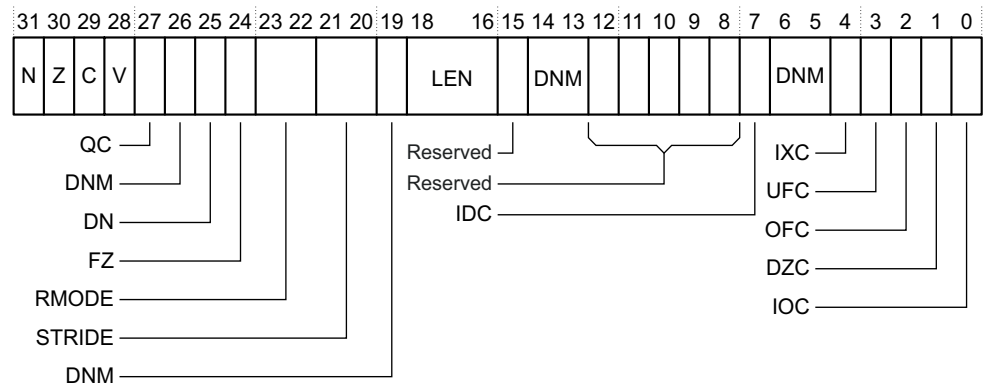 31 30 29 28 27 26 25 24 23 22 21 20 19 18 16 15 14 13 12 11 10 9 8 7 6 5 4 3 2 1 0
N Z C V LEN DNM DNM
QC
DNM
DN
FZ
RMODE
STRIDE
DNM
Reserved
Reserved
IDC
IXC
UFC
OFC
DZC
IOC